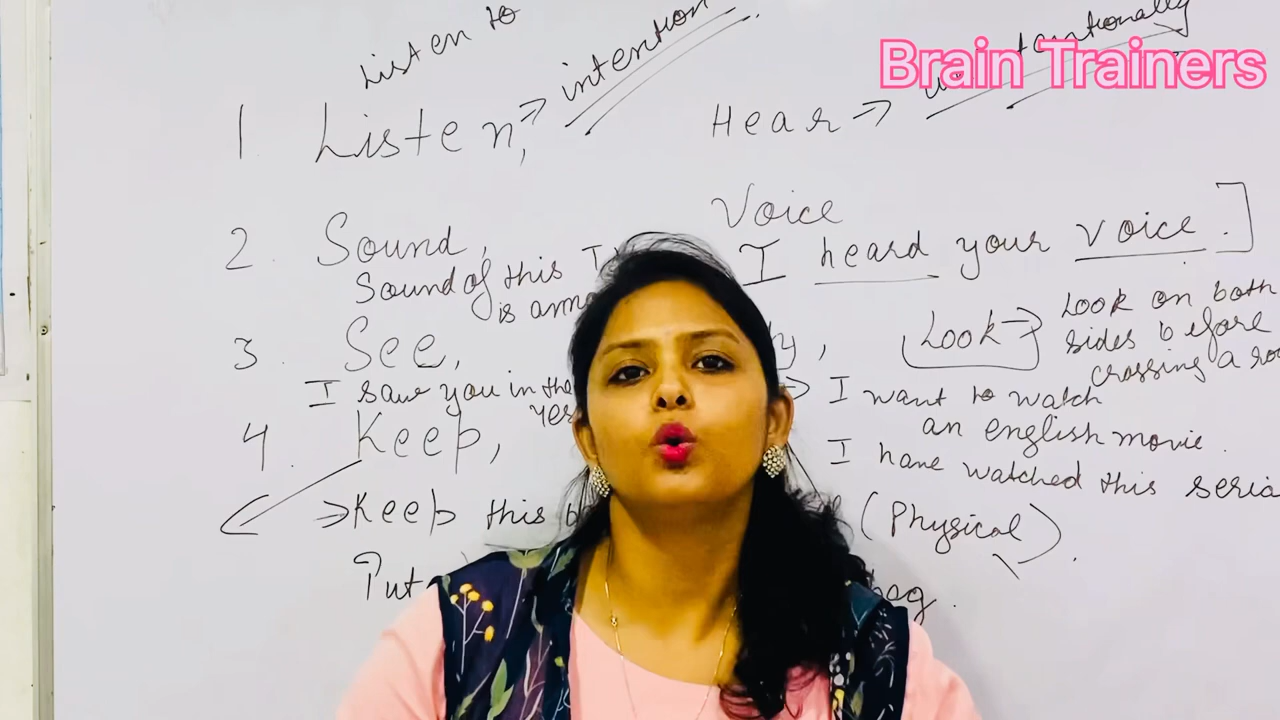 Brain Trainers
Listen to
intention
1. Listen, →
Hear →
Voice
2. Sound,
I heard your voice.]
Sound of this
is
3. See,
Look →
Look on both
sides before
crossing a
I saw you in the
→ I want to watch
an english movie.
yes
4. Keep,
I have watched this
⇒ Keep this
(Physical)
Put
bag.